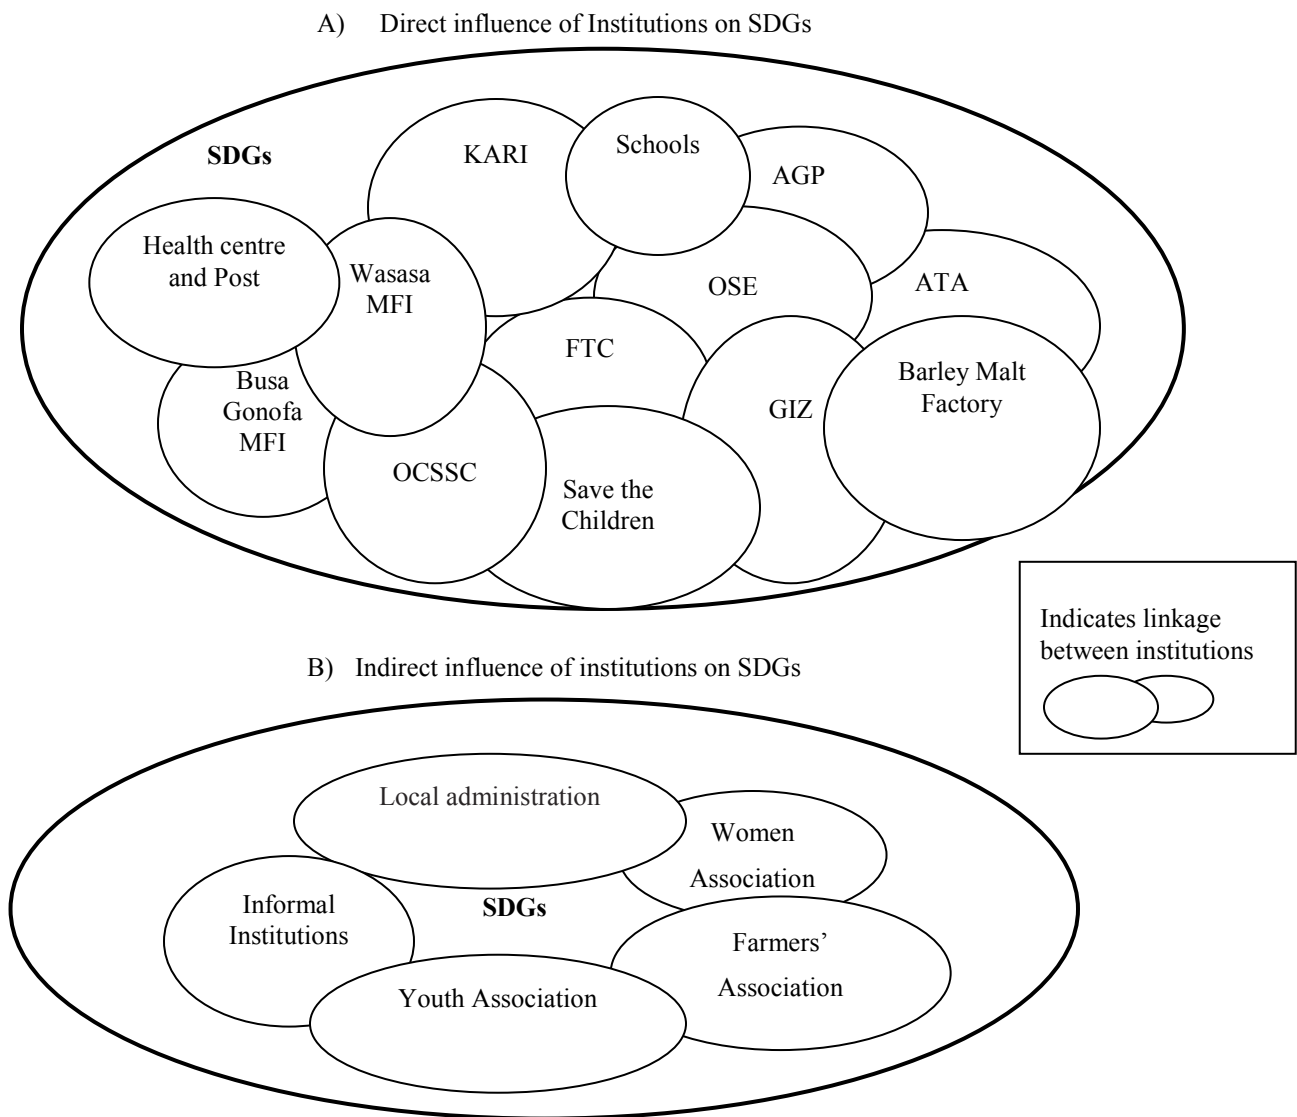 A) Direct influence of Institutions on SDGs
SDGs
KARI
Schools
AGP
Health centre
and Post
Wasasa
MFI
OSE
ATA
FTC
Busa
Gonofa
MFI
GIZ
Barley Malt
Factory
OCSSC
Save the
Children
Indicates linkage
between institutions
B) Indirect influence of institutions on SDGs
Local administration
Women
Association
Informal
Institutions
SDGs
Farmers’
Association
Youth Association